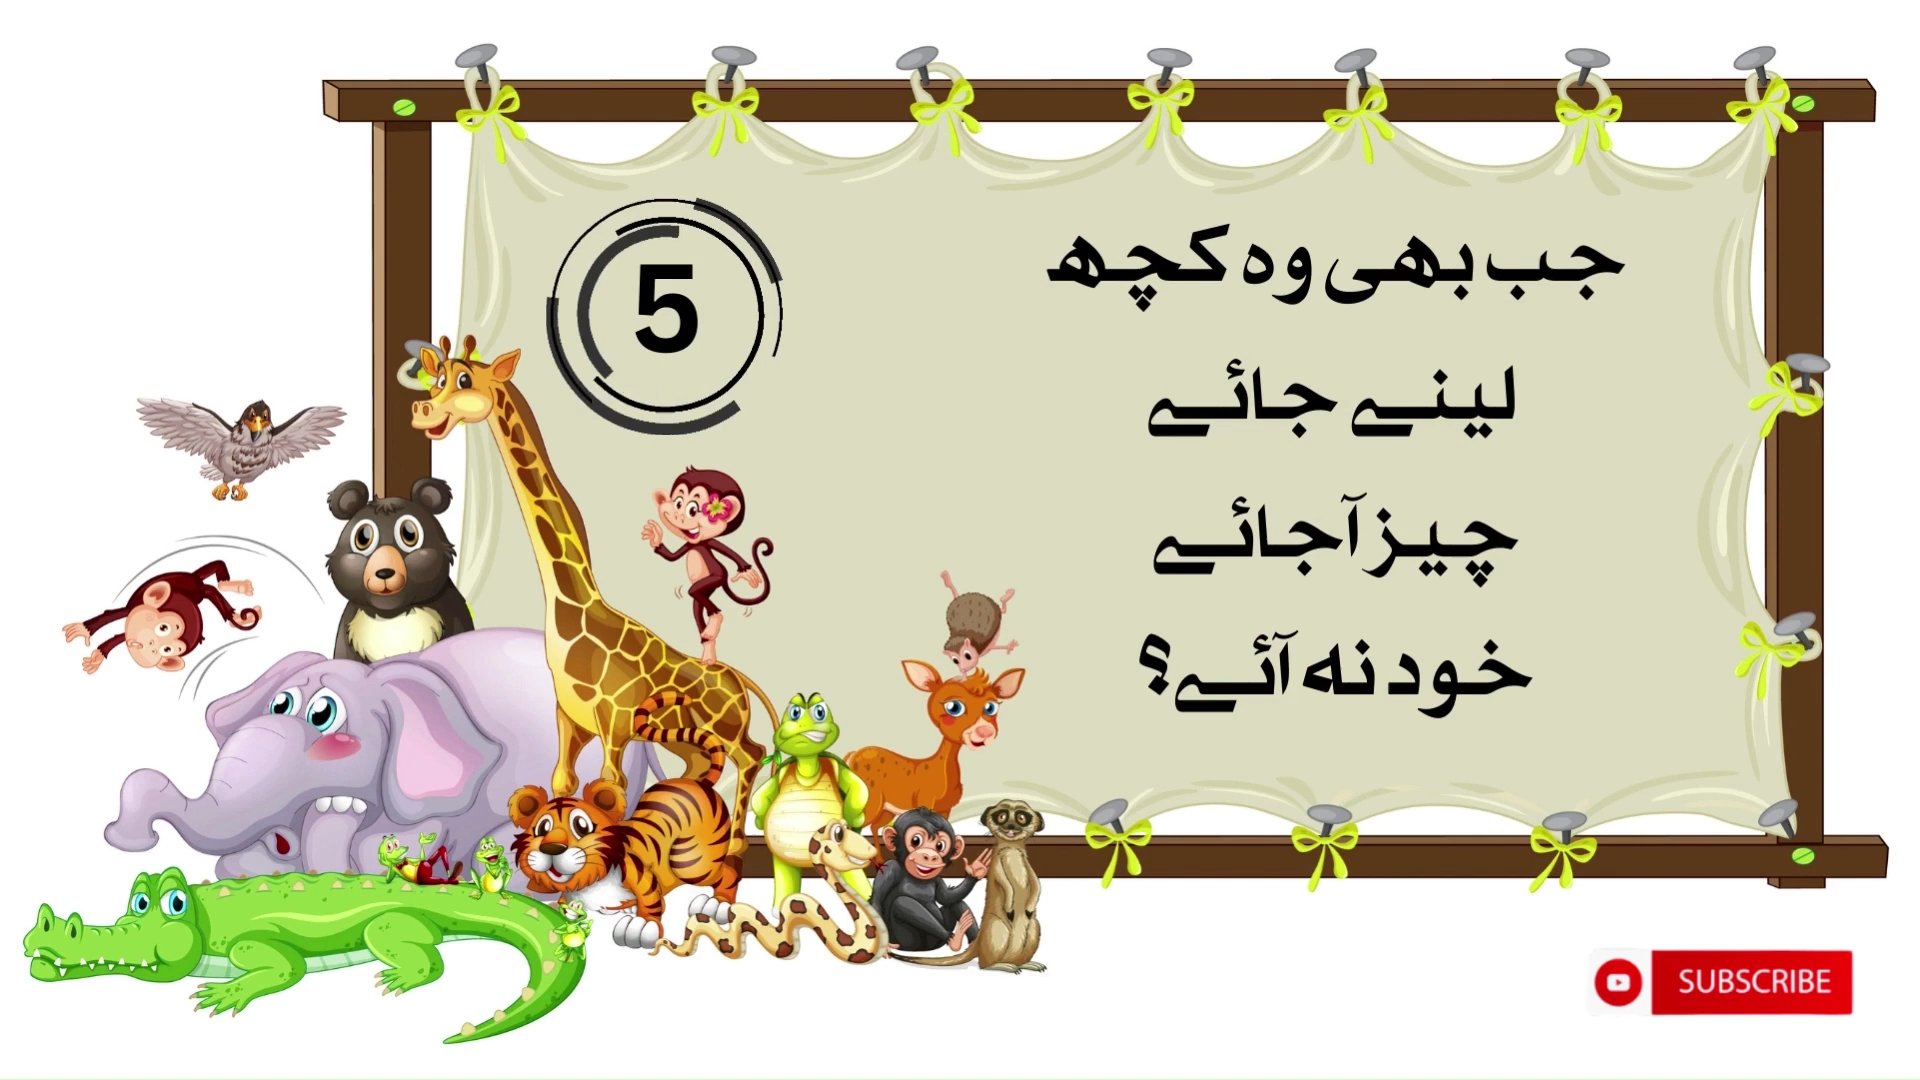 جب بھی وہ کچھ
لینے جائے
چیز آجائے
خود نہ آئے؟
5
SUBSCRIBE